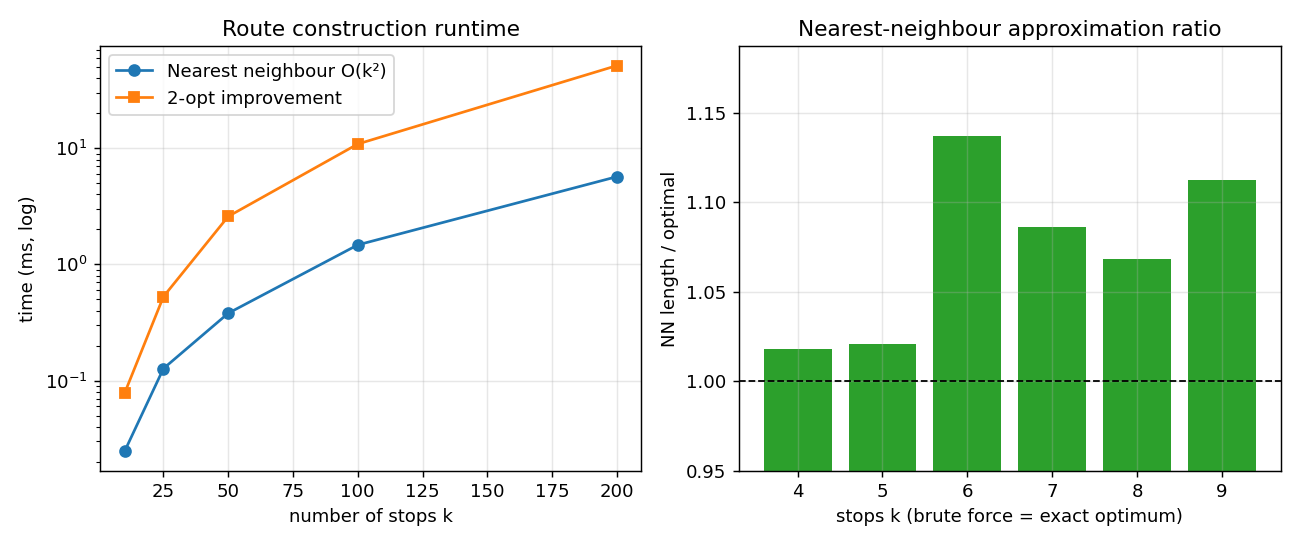 Route construction runtime
Nearest neighbour O(k²)
2-opt improvement
time (ms, log)
10¹
10⁰
10⁻¹
25 50 75 100 125 150 175 200
number of stops k
Nearest-neighbour approximation ratio
NN length / optimal
1.15
1.10
1.05
1.00
0.95
4 5 6 7 8 9
stops k (brute force = exact optimum)